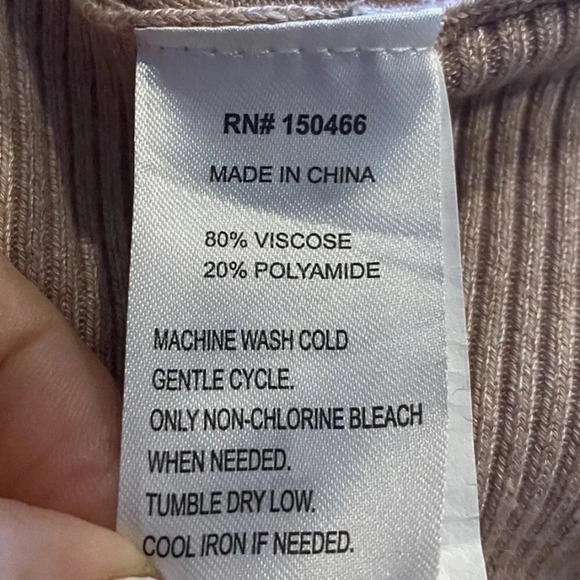 RN# 150466
MADE IN CHINA
80% VISCOSE
20% POLYAMIDE
MACHINE WASH COLD
GENTLE CYCLE.
ONLY NON-CHLORINE BLEACH
WHEN NEEDED.
TUMBLE DRY LOW.
COOL IRON IF NEEDED.